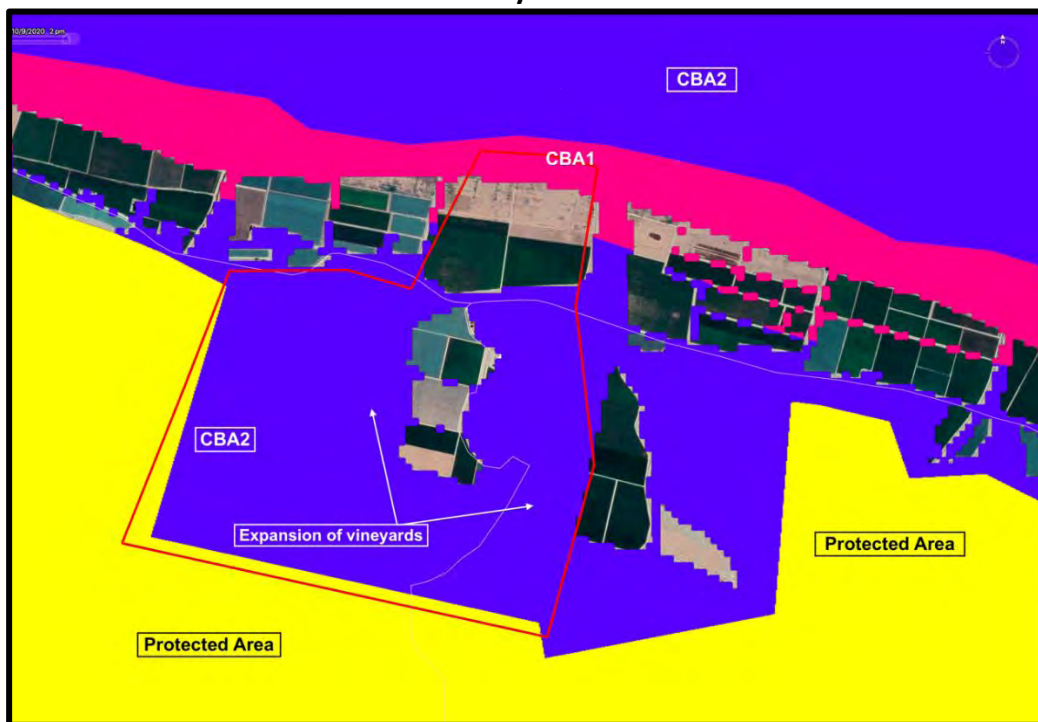 10/9/2020 2 pm
N
CBA2
CBA1
CBA2
Expansion of vineyards
Protected Area
Protected Area